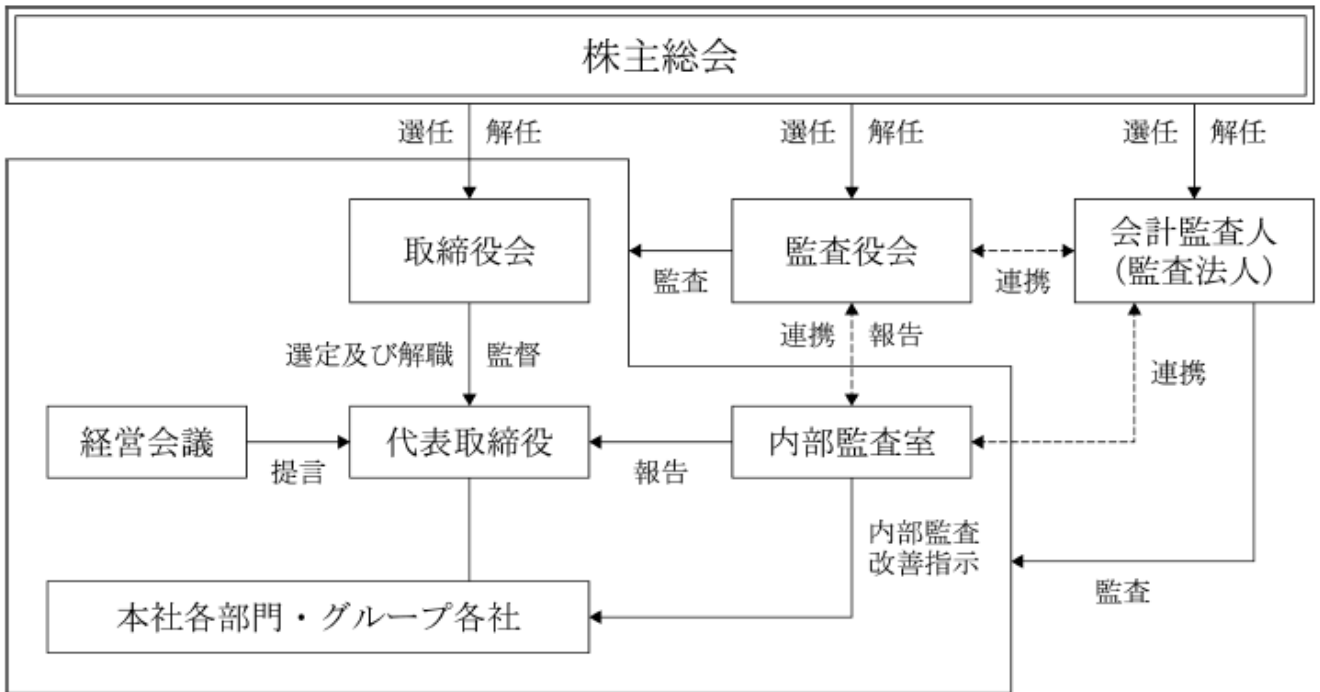 株主総会
選任 解任
選任 解任
選任 解任
取締役会
監査役会
会計監査人
(監査法人)
監査
連携
選定及び解職 監督
連携 報告
連携
経営会議
代表取締役
内部監査室
提言
報告
内部監査
改善指示
監査
本社各部門・グループ各社